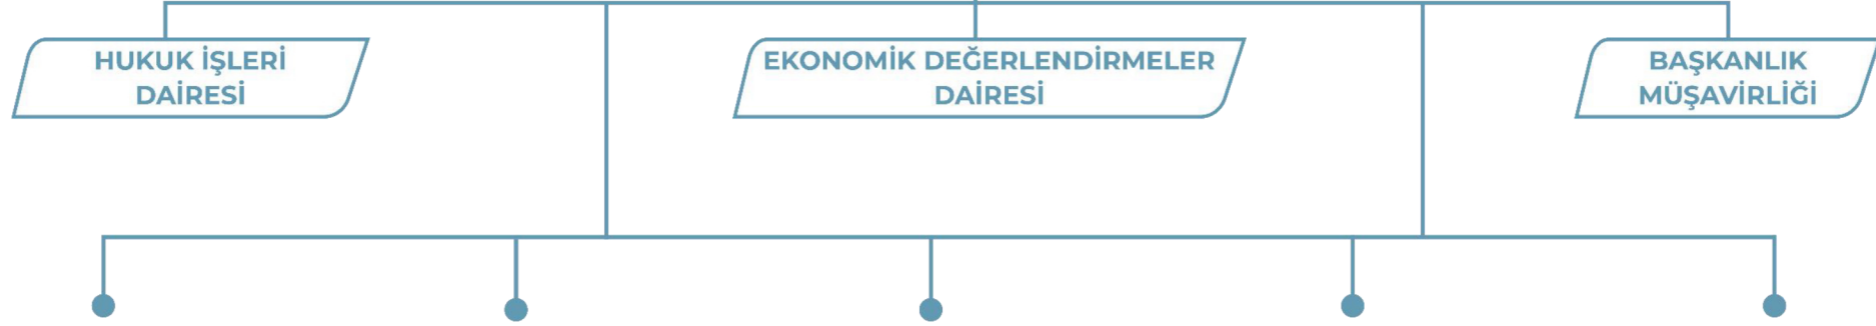 HUKUK İŞLERİ
DAİRESİ
EKONOMİK DEĞERLENDİRMELER
DAİRESİ
BAŞKANLIK
MÜŞAVİRLİĞİ